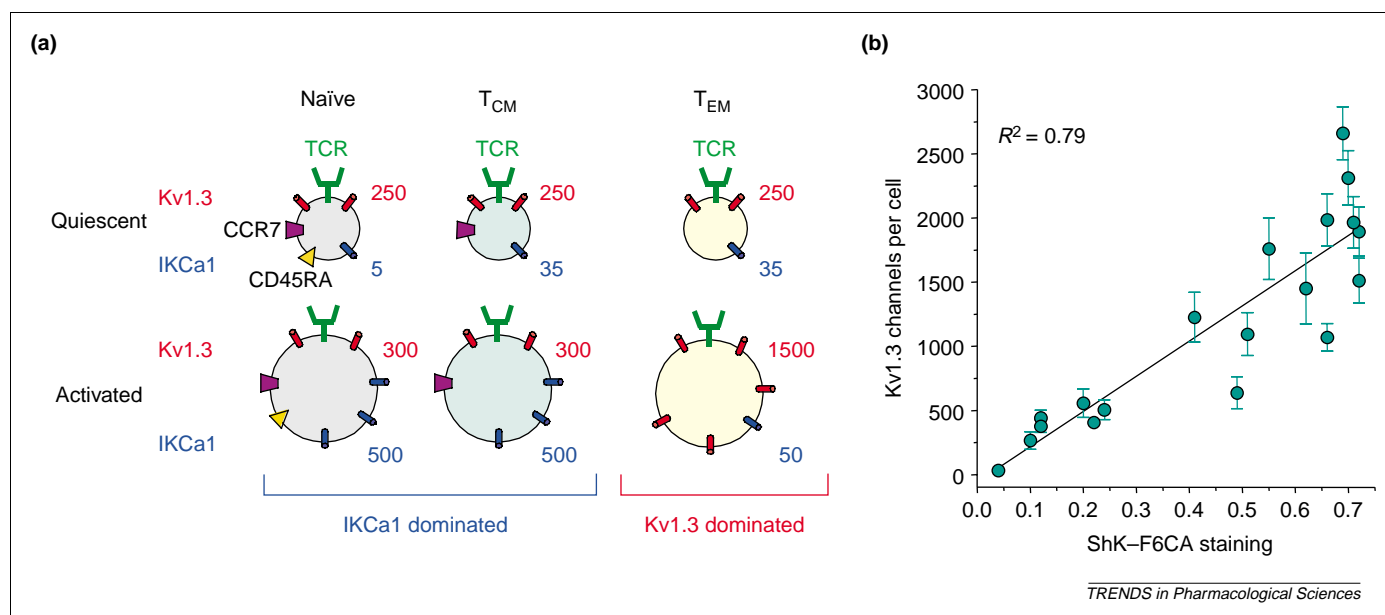 (a)
Naïve TCM TEM
TCR TCR TCR
Kv1.3 250 250 250
Quiescent
CCR7
IKCa1 5 35 35
CD45RA
Kv1.3 300 300 1500
Activated
IKCa1 500 500 50
IKCa1 dominated Kv1.3 dominated
(b)
R2 = 0.79
Kv1.3 channels per cell
3000
2500
2000
1500
1000
500
0
0.0 0.1 0.2 0.3 0.4 0.5 0.6 0.7
ShK–F6CA staining
TRENDS in Pharmacological Sciences